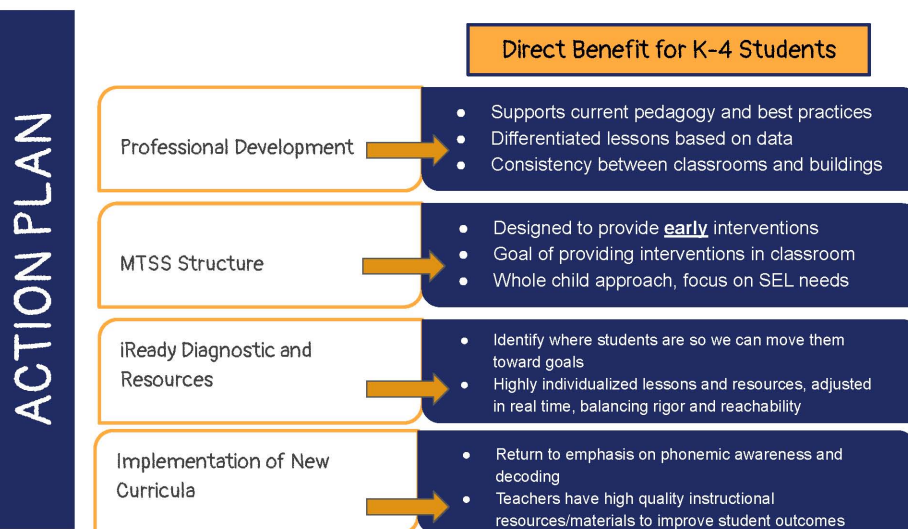 ACTION PLAN
Direct Benefit for K-4 Students
Professional Development
● Supports current pedagogy and best practices
● Differentiated lessons based on data
● Consistency between classrooms and buildings
MTSS Structure
● Designed to provide early interventions
● Goal of providing interventions in classroom
● Whole child approach, focus on SEL needs
iReady Diagnostic and
Resources
● Identify where students are so we can move them
toward goals
● Highly individualized lessons and resources, adjusted
in real time, balancing rigor and reachability
Implementation of New
Curricula
● Return to emphasis on phonemic awareness and
decoding
● Teachers have high quality instructional
resources/materials to improve student outcomes